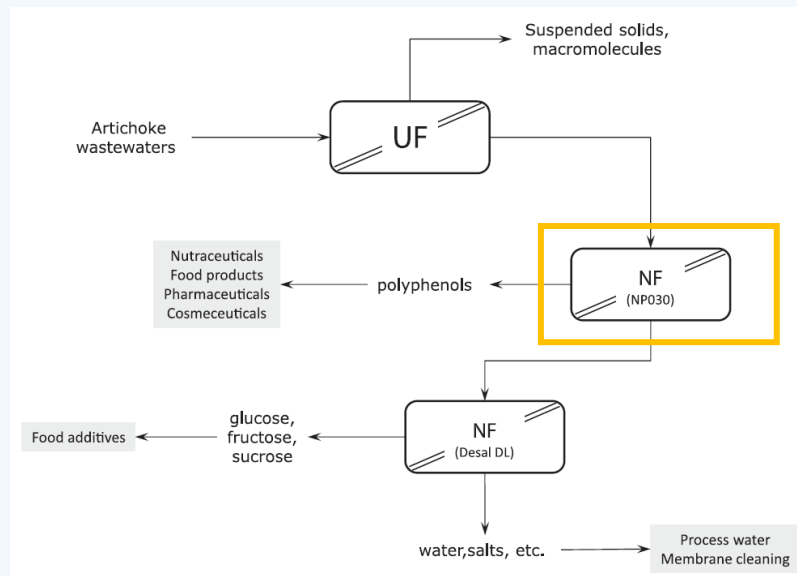 Suspended solids,
macromolecules
Artichoke
wastewaters
UF
Nutraceuticals
Food products
Pharmaceuticals
Cosmeceuticals
polyphenols
NF
(NP030)
Food additives
glucose,
fructose,
sucrose
NF
(Desal DL)
water,salts, etc.
Process water
Membrane cleaning